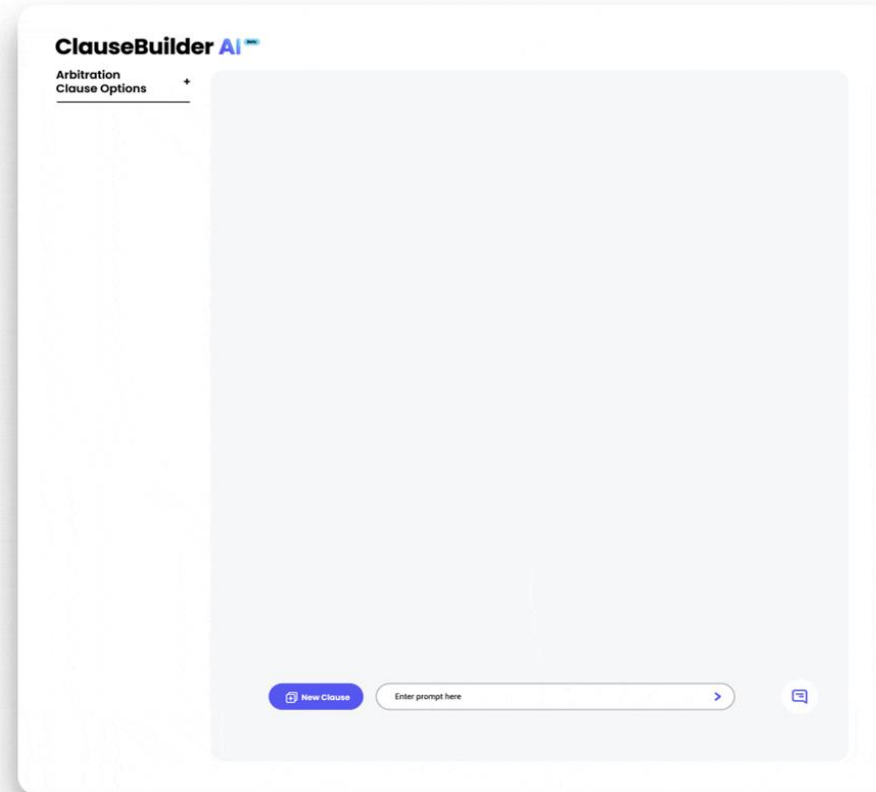 ClauseBuilder AI
Arbitration
Clause Options
+
New Clause
Enter prompt here